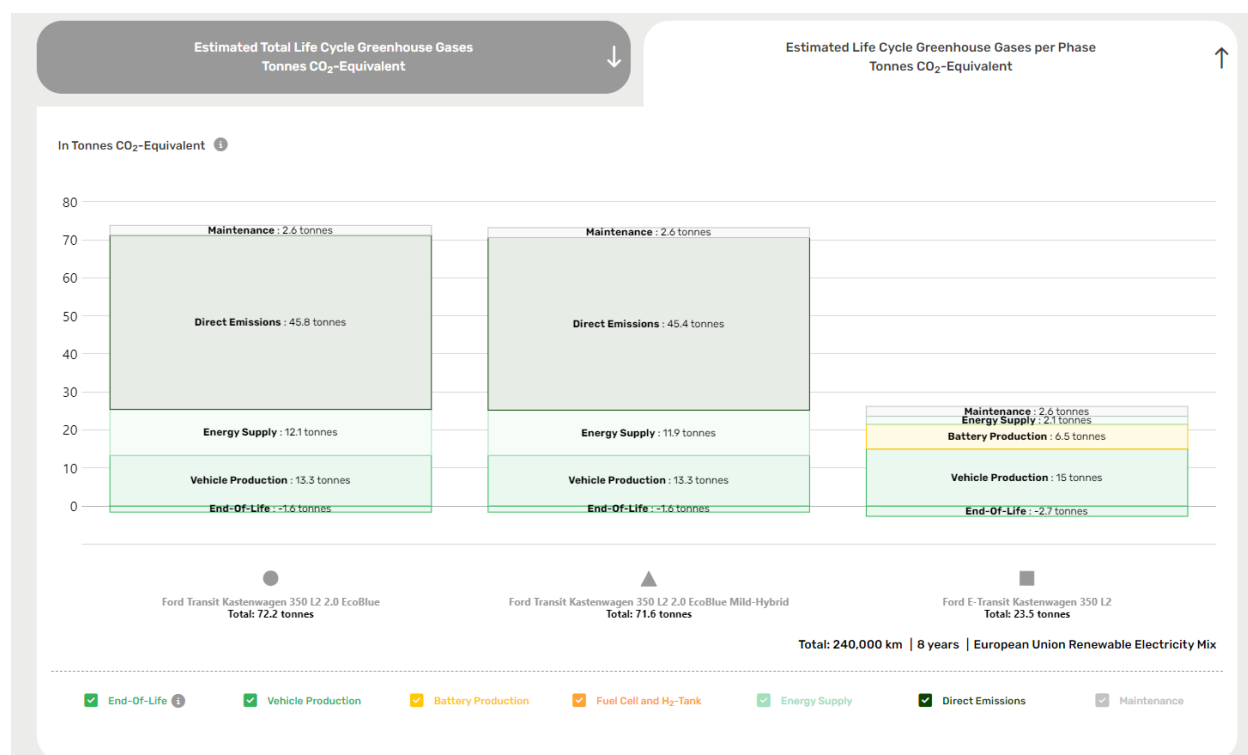 Estimated Total Life Cycle Greenhouse Gases
Tonnes CO₂-Equivalent
Estimated Life Cycle Greenhouse Gases per Phase
Tonnes CO₂-Equivalent
In Tonnes CO₂-Equivalent
80
70
60
50
40
30
20
10
0
Maintenance : 2.6 tonnes
Direct Emissions : 45.8 tonnes
Energy Supply : 12.1 tonnes
Vehicle Production : 13.3 tonnes
End-Of-Life : -1.6 tonnes
Maintenance : 2.6 tonnes
Direct Emissions : 45.4 tonnes
Energy Supply : 11.9 tonnes
Vehicle Production : 13.3 tonnes
End-Of-Life : -1.6 tonnes
Maintenance : 2.6 tonnes
Energy Supply : 2.1 tonnes
Battery Production : 6.5 tonnes
Vehicle Production : 15 tonnes
End-Of-Life : -2.7 tonnes
Ford Transit Kastenwagen 350 L2 2.0 EcoBlue
Total: 72.2 tonnes
Ford Transit Kastenwagen 350 L2 2.0 EcoBlue Mild-Hybrid
Total: 71.6 tonnes
Ford E-Transit Kastenwagen 350 L2
Total: 23.5 tonnes
Total: 240,000 km | 8 years | European Union Renewable Electricity Mix
End-Of-Life
Vehicle Production
Battery Production
Fuel Cell and H₂-Tank
Energy Supply
Direct Emissions
Maintenance